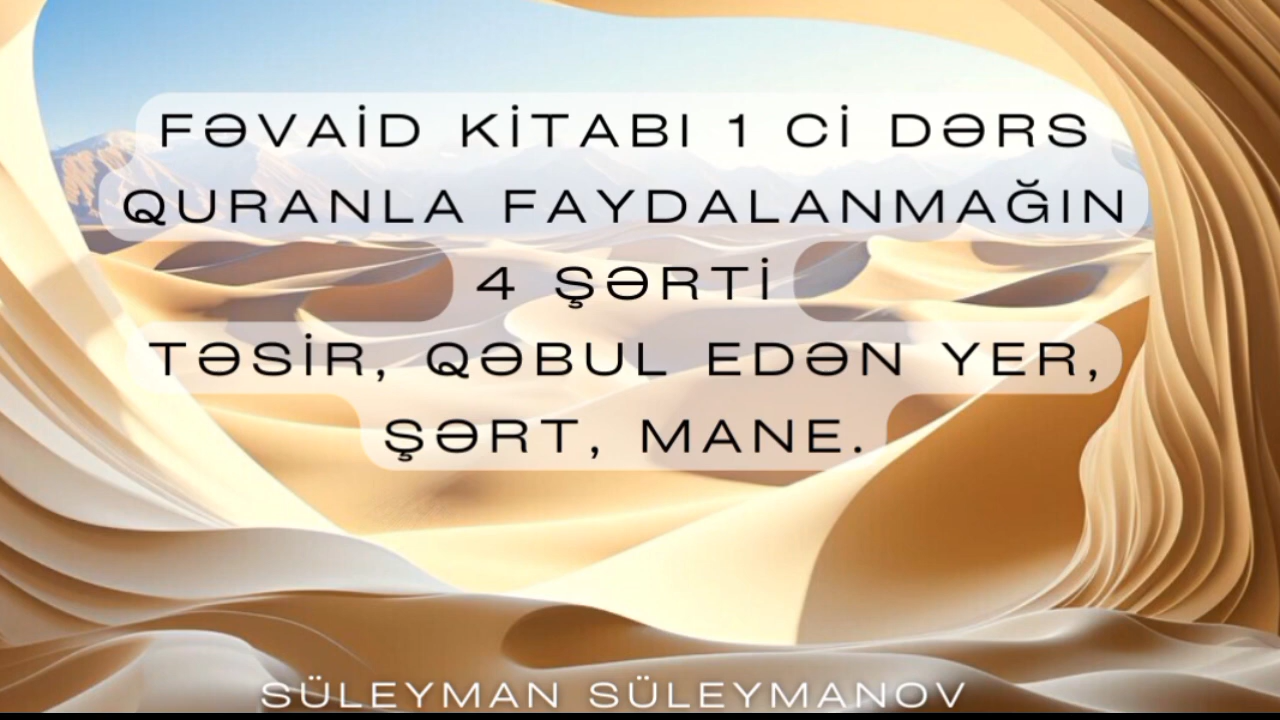 FƏVAİD KİTABI 1 Cİ DƏRS
QURANLA FAYDALANMAĞIN
4 ŞƏRTİ
TƏSİR, QƏBUL EDƏN YER,
ŞƏRT, MANE.
SÜLEYMAN SÜLEYMANOV